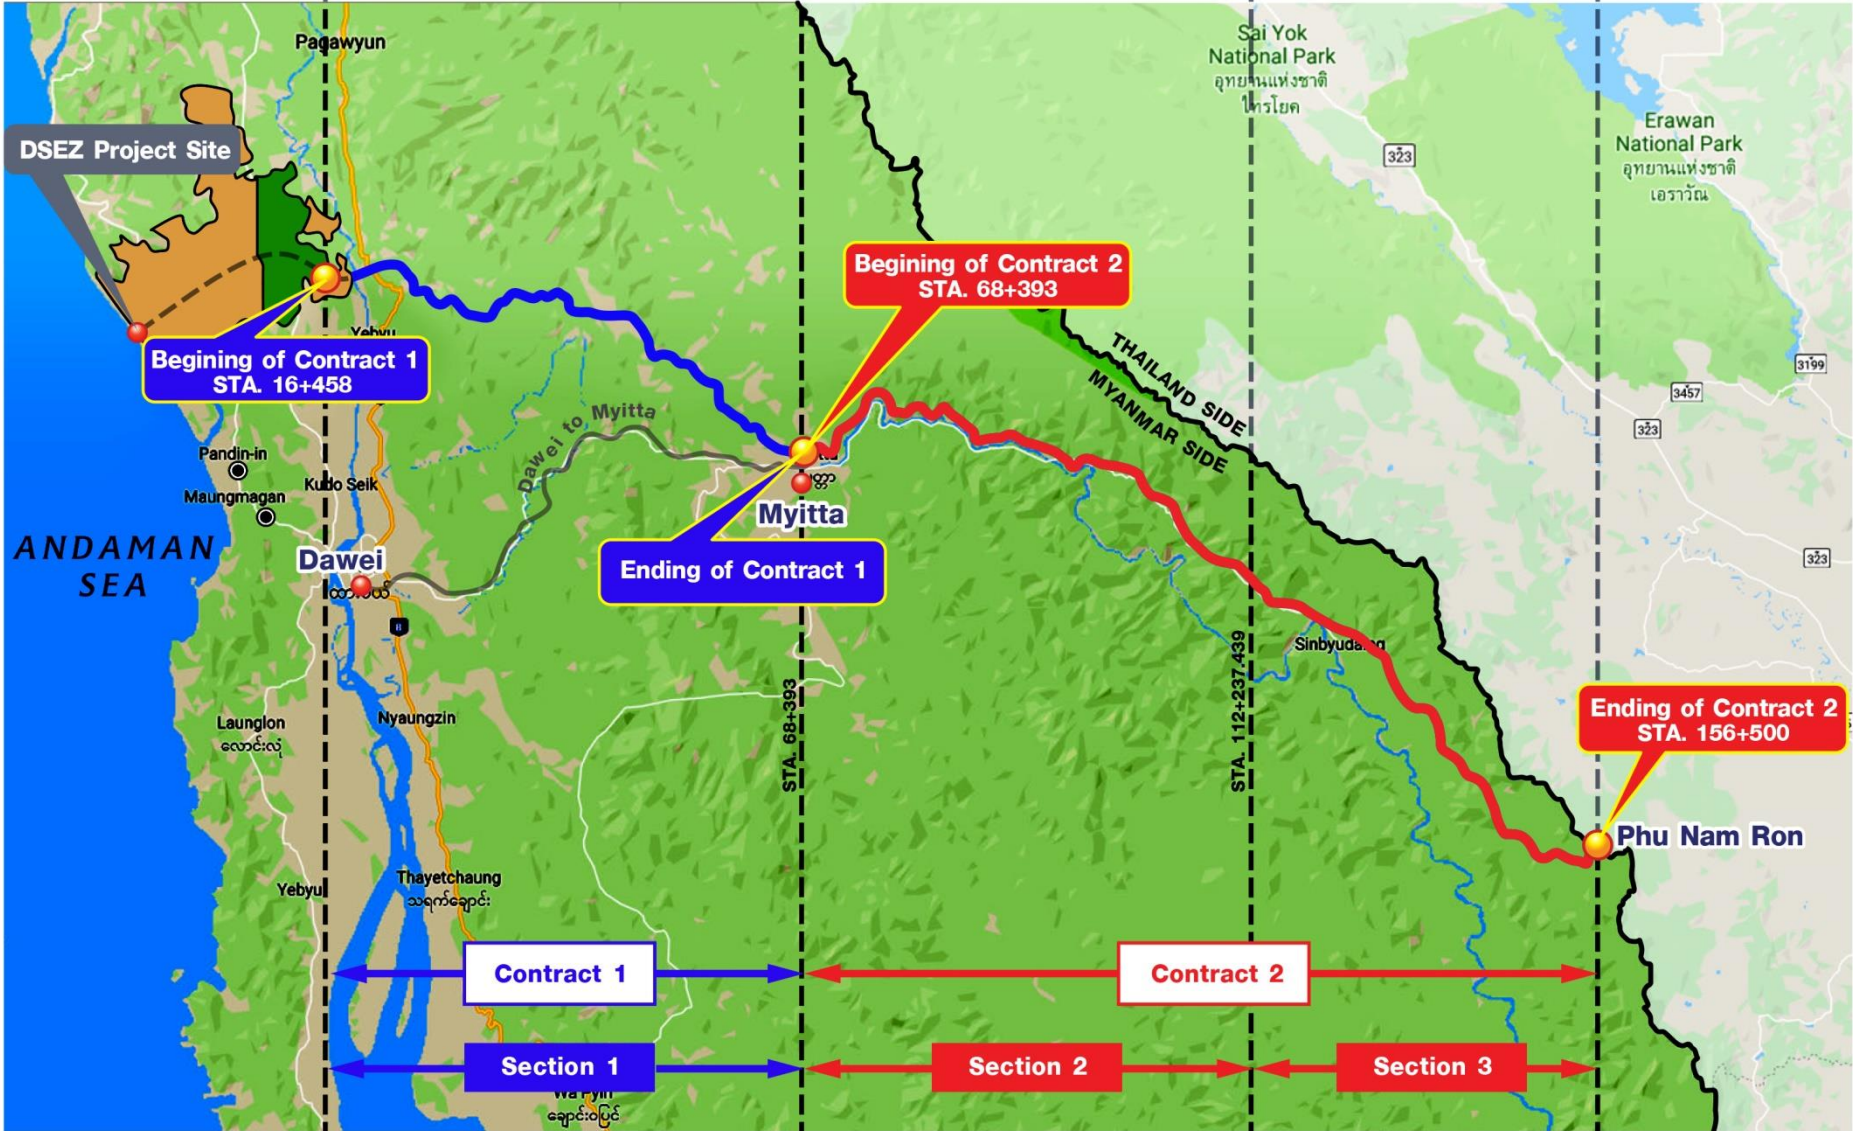 Pagawyun
Sai Yok
National Park
อุทยานแห่งชาติ
ไทรโยค
Erawan
National Park
อุทยานแห่งชาติ
เอราวัณ
323
DSEZ Project Site
Begining of Contract 2
STA. 68+393
Yebyu
Begining of Contract 1
STA. 16+458
THAILAND SIDE
MYANMAR SIDE
3199
3457
323
Dawei to Myitta
Pandin-in
Maungmagan
Kudo Seik
Myitta
ANDAMAN
SEA
Dawei
Ending of Contract 1
323
Sinbyudaing
STA. 68+393
STA. 112+237.439
Launglon
လောင်းလုံ
Nyaungzin
Ending of Contract 2
STA. 156+500
Phu Nam Ron
Yebyu
Thayetchaung
သရက်ချောင်း
Contract 1
Contract 2
Section 1
Section 2
Section 3
ချောင်းဝပြင်